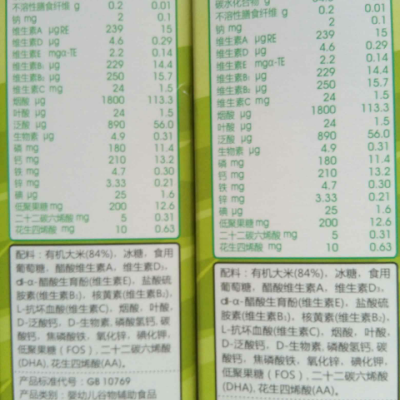 不溶性膳食纤维 g 0.2 0.01
钠 mg 2 0.1
维生素A μgRE 239 15
维生素D μg 4.6 0.29
维生素E mgα-TE 2.2 0.14
维生素B₁ μg 229 14.4
维生素B₂ μg 250 15.7
维生素C mg 24 1.5
烟酸 μg 1800 113.3
叶酸 μg 24 1.5
泛酸 μg 890 56.0
生物素 μg 4.9 0.31
磷 mg 180 11.4
钙 mg 210 13.2
铁 mg 4.7 0.30
锌 mg 3.33 0.21
碘 μg 25 1.6
低聚果糖 mg 200 12.6
二十二碳六烯酸 mg 5 0.31
花生四烯酸 mg 10 0.63
配料：有机大米(84%)，冰糖，食用
葡萄糖，醋酸维生素A，维生素D₃，
dl-α-醋酸生育酚(维生素E)，盐酸硫
胺素(维生素B₁)，核黄素(维生素B₂)，
L-抗坏血酸(维生素C)，烟酸，叶酸，
D-泛酸钙，D-生物素，磷酸氢钙，碳
酸钙，焦磷酸铁，氧化锌，碘化钾，
低聚果糖（FOS），二十二碳六烯酸
(DHA)，花生四烯酸(AA)。
产品标准代号：GB 10769
产品类别：婴幼儿谷物辅助食品
碳水化合物 g
不溶性膳食纤维 g 0.2 0.01
钠 mg 2 0.1
维生素A μgRE 239 15
维生素D μg 4.6 0.29
维生素E mgα-TE 2.2 0.14
维生素B₁ μg 229 14.4
维生素B₂ μg 250 15.7
维生素C mg 24 1.5
烟酸 μg 1800 113.3
叶酸 μg 24 1.5
泛酸 μg 890 56.0
生物素 μg 4.9 0.31
磷 mg 180 11.4
钙 mg 210 13.2
铁 mg 4.7 0.30
锌 mg 3.33 0.21
碘 μg 25 1.6
低聚果糖 mg 200 12.6
二十二碳六烯酸 mg 5 0.31
花生四烯酸 mg 10 0.63
配料：有机大米(84%)，冰糖，食用
葡萄糖，醋酸维生素A，维生素D₃，
dl-α-醋酸生育酚(维生素E)，盐酸硫
胺素(维生素B₁)，核黄素(维生素B₂)，
L-抗坏血酸(维生素C)，烟酸，叶酸，
D-泛酸钙，D-生物素，磷酸氢钙，碳
酸钙，焦磷酸铁，氧化锌，碘化钾，
低聚果糖（FOS），二十二碳六烯酸
(DHA)，花生四烯酸(AA)。